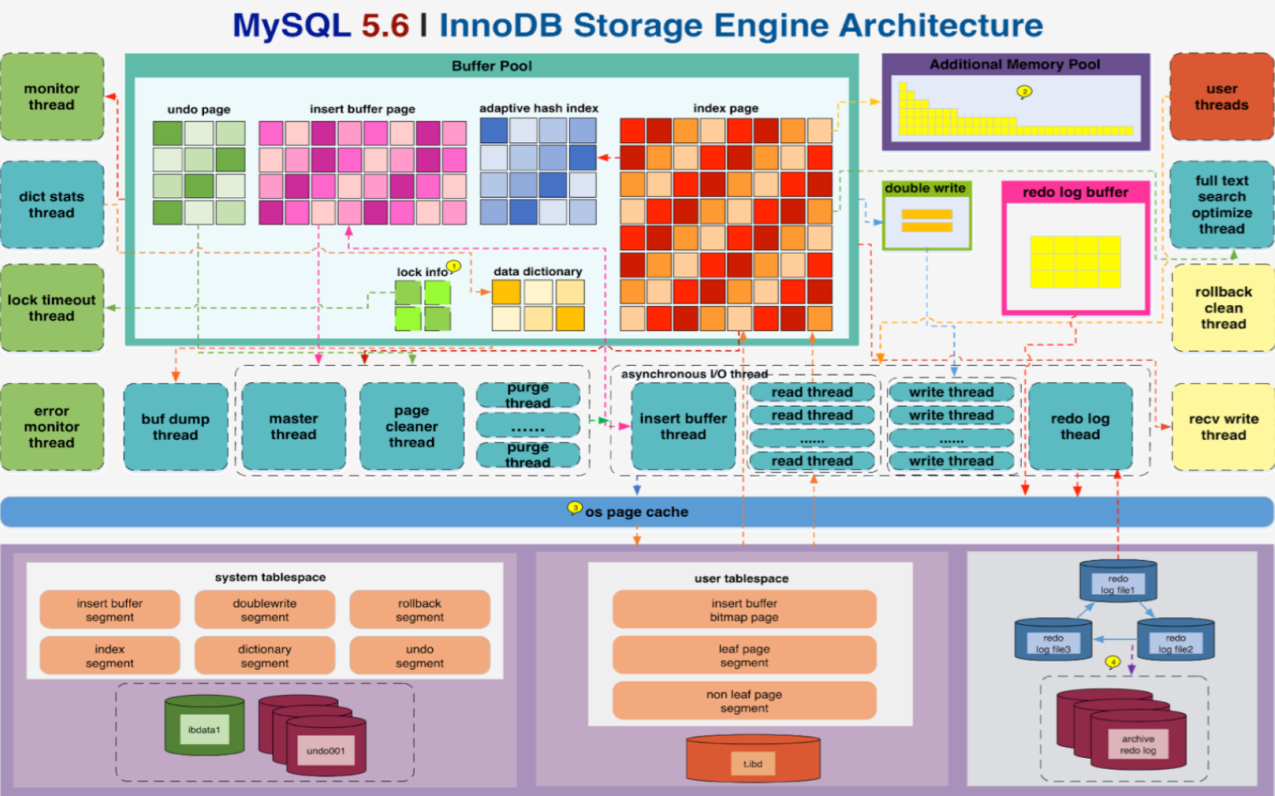 MySQL 5.6 | InnoDB Storage Engine Architecture
monitor
thread
dict stats
thread
lock timeout
thread
error
monitor
thread
Buffer Pool
undo page
insert buffer page
adaptive hash index
index page
lock info
1
data dictionary
Additional Memory Pool
2
double write
redo log buffer
user
threads
full text
search
optimize
thread
rollback
clean
thread
recv write
thread
buf dump
thread
master
thread
page
cleaner
thread
purge
thread
......
purge
thread
asynchronous I/O thread
insert buffer
thread
read thread
read thread
......
read thread
write thread
write thread
......
write thread
redo log
thead
3
os page cache
system tablespace
insert buffer
segment
doublewrite
segment
rollback
segment
index
segment
dictionary
segment
undo
segment
ibdata1
undo001
user tablespace
insert buffer
bitmap page
leaf page
segment
non leaf page
segment
t.ibd
redo
log file1
redo
log file3
redo
log file2
4
archive
redo log